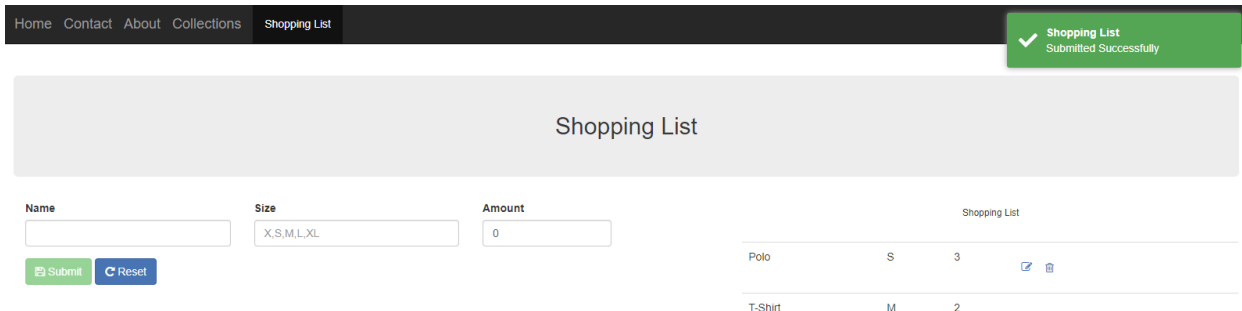 Home Contact About Collections Shopping List
Shopping List
Submitted Successfully
Shopping List
Name Size Amount
X,S,M,L,XL 0
Submit Reset
Shopping List
Polo S 3
T-Shirt M 2